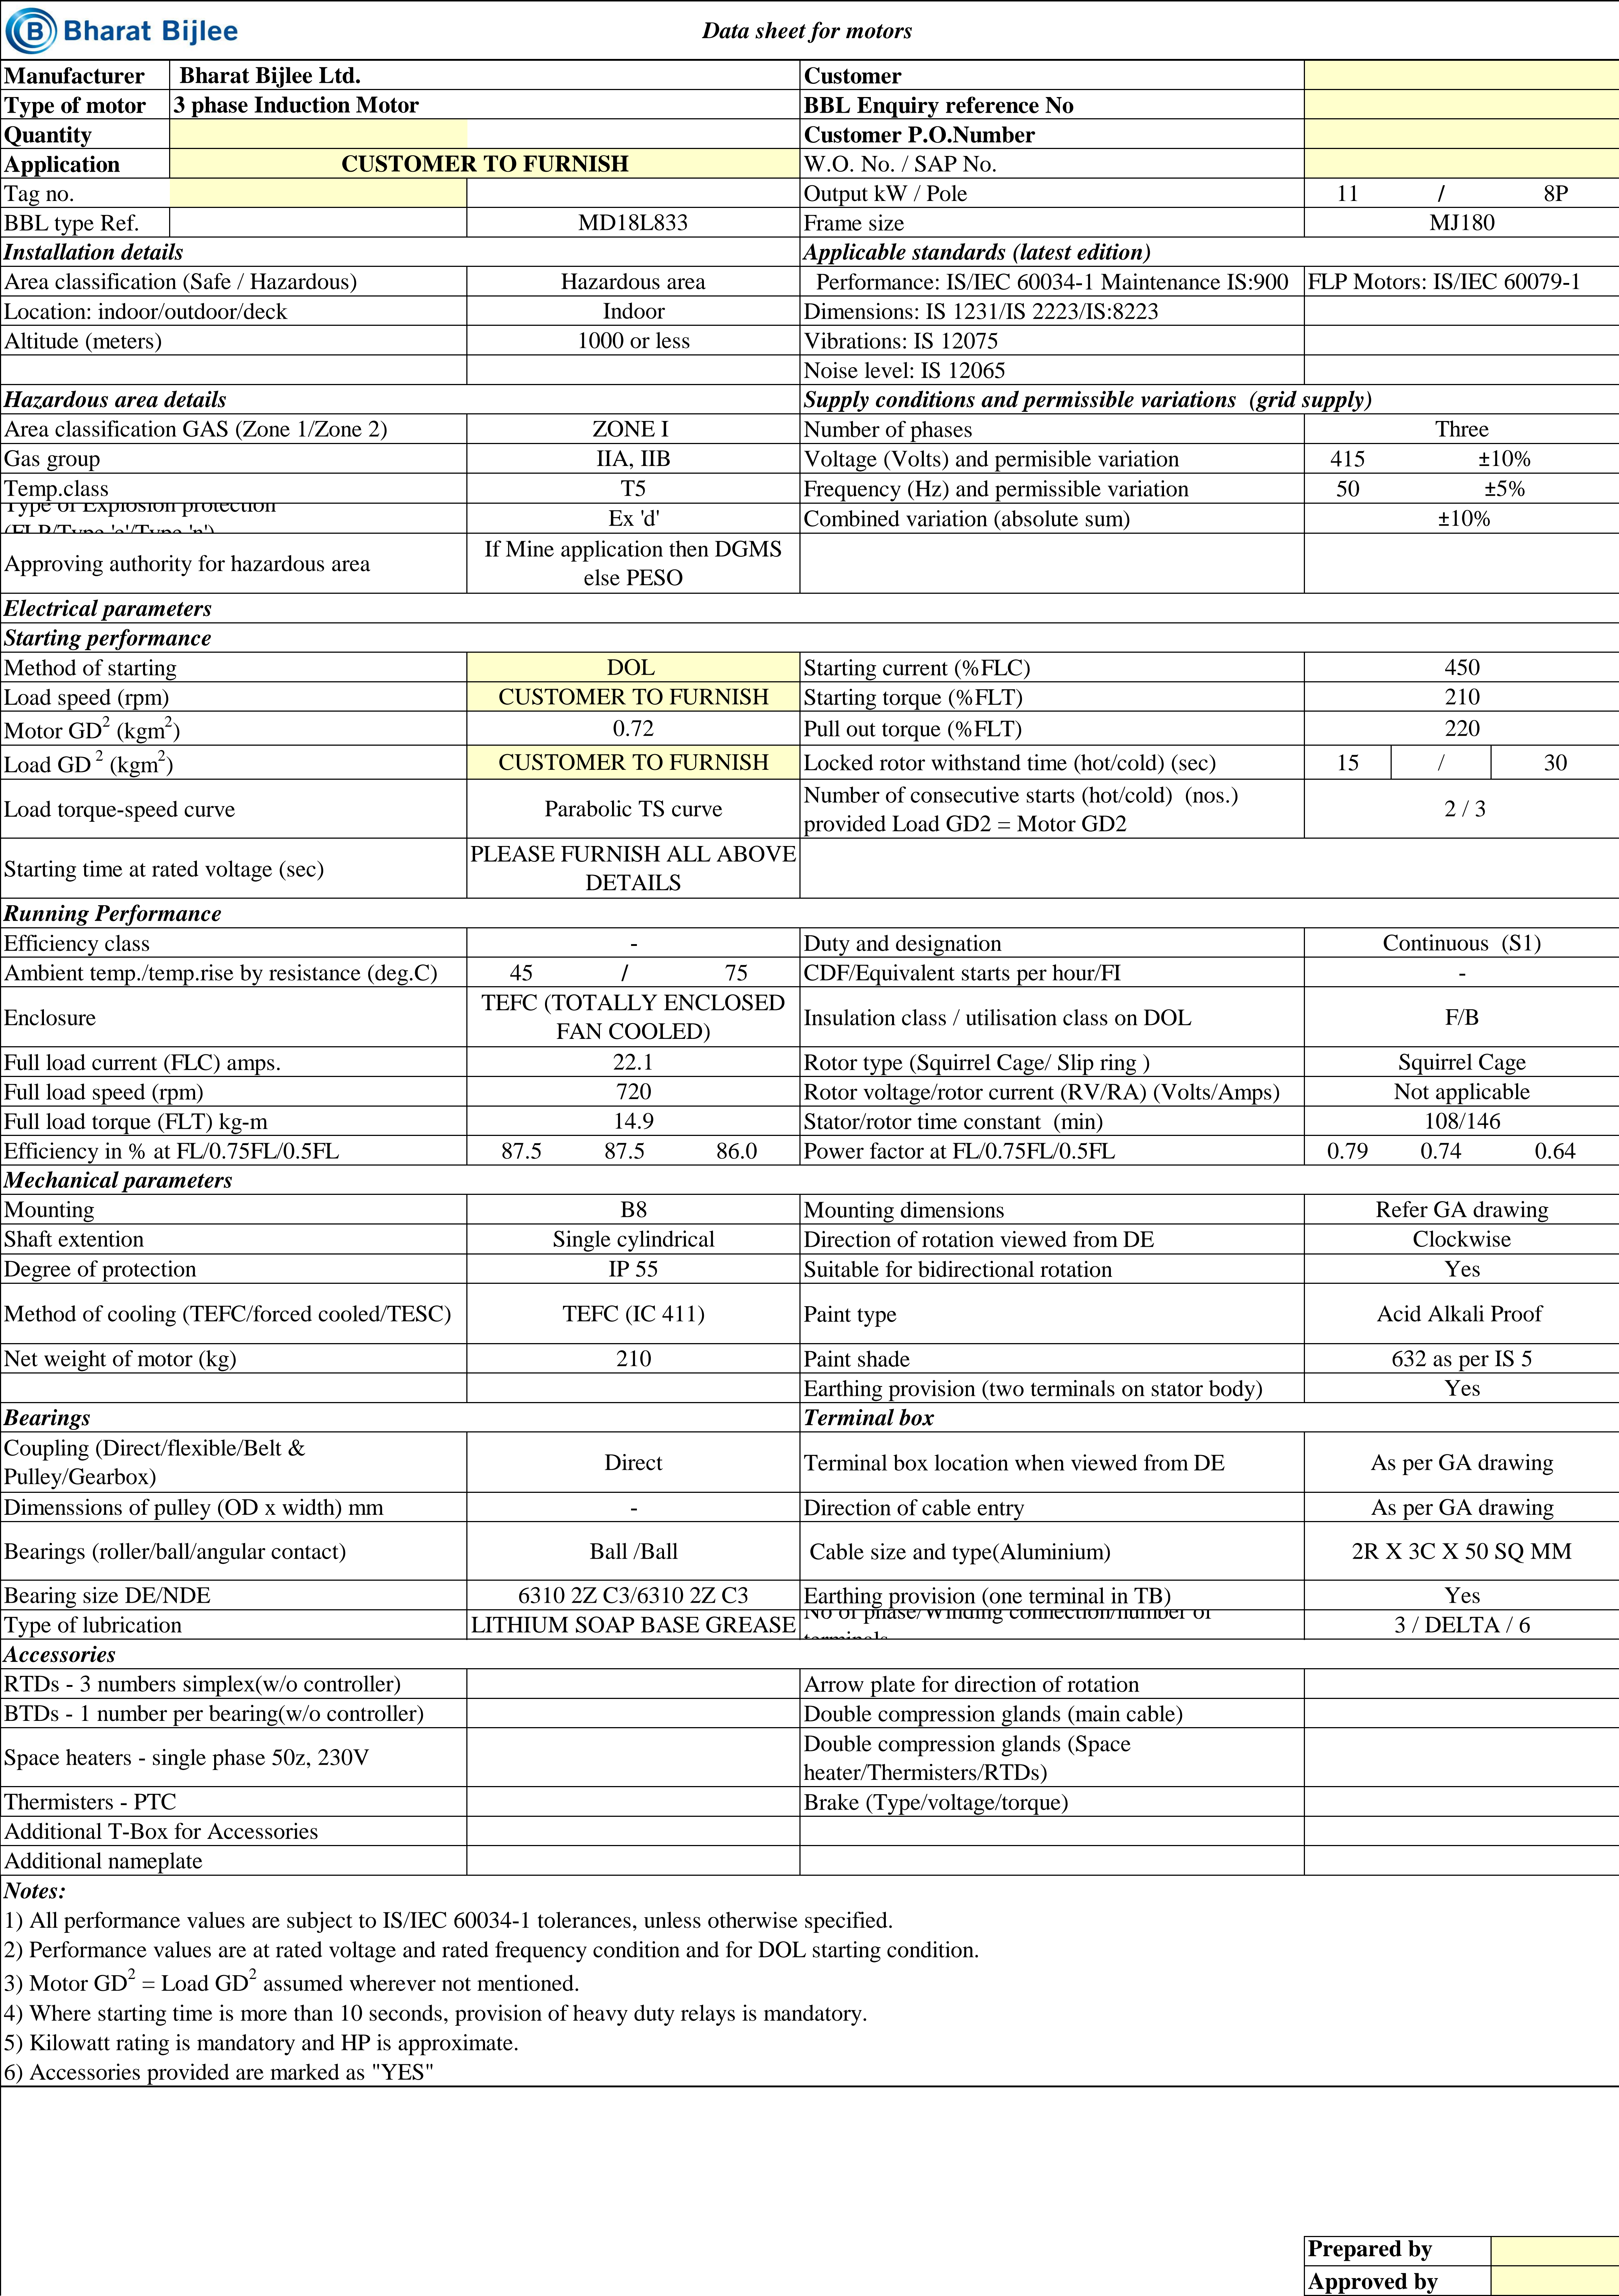 B Bharat Bijlee
Data sheet for motors
Manufacturer Bharat Bijlee Ltd. Customer
Type of motor 3 phase Induction Motor BBL Enquiry reference No
Quantity Customer P.O.Number
Application CUSTOMER TO FURNISH W.O. No. / SAP No.
Tag no. Output kW / Pole 11 / 8P
BBL type Ref. MD18L833 Frame size MJ180
Installation details Applicable standards (latest edition)
Area classification (Safe / Hazardous) Hazardous area Performance: IS/IEC 60034-1 Maintenance IS:900 FLP Motors: IS/IEC 60079-1
Location: indoor/outdoor/deck Indoor Dimensions: IS 1231/IS 2223/IS:8223
Altitude (meters) 1000 or less Vibrations: IS 12075
Noise level: IS 12065
Hazardous area details Supply conditions and permissible variations (grid supply)
Area classification GAS (Zone 1/Zone 2) ZONE I Number of phases Three
Gas group IIA, IIB Voltage (Volts) and permisible variation 415 ±10%
Temp.class T5 Frequency (Hz) and permissible variation 50 ±5%
Type of Explosion protection
(FLP/Type 'e'/Type 'n') Ex 'd' Combined variation (absolute sum) ±10%
Approving authority for hazardous area If Mine application then DGMS
else PESO
Electrical parameters
Starting performance
Method of starting DOL Starting current (%FLC) 450
Load speed (rpm) CUSTOMER TO FURNISH Starting torque (%FLT) 210
Motor GD2 (kgm2) 0.72 Pull out torque (%FLT) 220
Load GD 2 (kgm2) CUSTOMER TO FURNISH Locked rotor withstand time (hot/cold) (sec) 15 / 30
Load torque-speed curve Parabolic TS curve Number of consecutive starts (hot/cold) (nos.)
provided Load GD2 = Motor GD2 2 / 3
Starting time at rated voltage (sec) PLEASE FURNISH ALL ABOVE
DETAILS
Running Performance
Efficiency class - Duty and designation Continuous (S1)
Ambient temp./temp.rise by resistance (deg.C) 45 / 75 CDF/Equivalent starts per hour/FI -
Enclosure TEFC (TOTALLY ENCLOSED
FAN COOLED) Insulation class / utilisation class on DOL F/B
Full load current (FLC) amps. 22.1 Rotor type (Squirrel Cage/ Slip ring ) Squirrel Cage
Full load speed (rpm) 720 Rotor voltage/rotor current (RV/RA) (Volts/Amps) Not applicable
Full load torque (FLT) kg-m 14.9 Stator/rotor time constant (min) 108/146
Efficiency in % at FL/0.75FL/0.5FL 87.5 87.5 86.0 Power factor at FL/0.75FL/0.5FL 0.79 0.74 0.64
Mechanical parameters
Mounting B8 Mounting dimensions Refer GA drawing
Shaft extention Single cylindrical Direction of rotation viewed from DE Clockwise
Degree of protection IP 55 Suitable for bidirectional rotation Yes
Method of cooling (TEFC/forced cooled/TESC) TEFC (IC 411) Paint type Acid Alkali Proof
Net weight of motor (kg) 210 Paint shade 632 as per IS 5
Earthing provision (two terminals on stator body) Yes
Bearings Terminal box
Coupling (Direct/flexible/Belt &
Pulley/Gearbox) Direct Terminal box location when viewed from DE As per GA drawing
Dimenssions of pulley (OD x width) mm - Direction of cable entry As per GA drawing
Bearings (roller/ball/angular contact) Ball /Ball Cable size and type(Aluminium) 2R X 3C X 50 SQ MM
Bearing size DE/NDE 6310 2Z C3/6310 2Z C3 Earthing provision (one terminal in TB) Yes
Type of lubrication LITHIUM SOAP BASE GREASE No of phase/Winding connection/number of
terminals 3 / DELTA / 6
Accessories
RTDs - 3 numbers simplex(w/o controller) Arrow plate for direction of rotation
BTDs - 1 number per bearing(w/o controller) Double compression glands (main cable)
Space heaters - single phase 50z, 230V Double compression glands (Space
heater/Thermisters/RTDs)
Thermisters - PTC Brake (Type/voltage/torque)
Additional T-Box for Accessories
Additional nameplate
Notes:
1) All performance values are subject to IS/IEC 60034-1 tolerances, unless otherwise specified.
2) Performance values are at rated voltage and rated frequency condition and for DOL starting condition.
3) Motor GD2 = Load GD2 assumed wherever not mentioned.
4) Where starting time is more than 10 seconds, provision of heavy duty relays is mandatory.
5) Kilowatt rating is mandatory and HP is approximate.
6) Accessories provided are marked as "YES"
Prepared by
Approved by